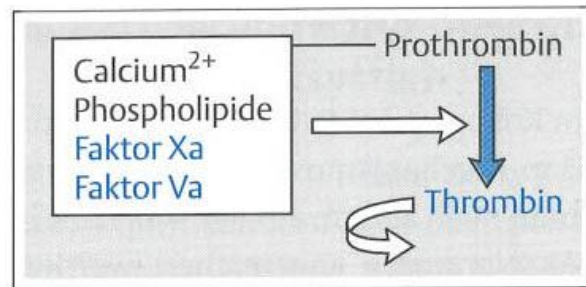 Prothrombin
Calcium²⁺
Phospholipide
Faktor Xa
Faktor Va
Thrombin